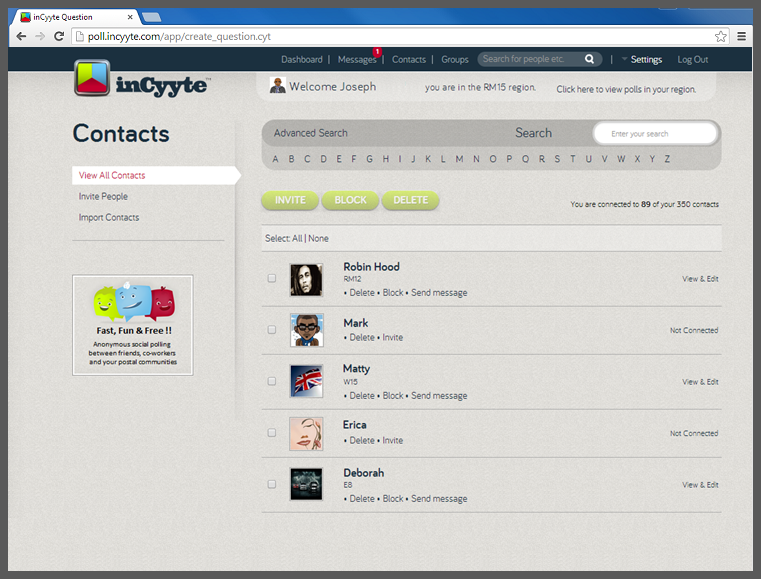 inCyyte Question
poll.incyyte.com/app/create_question.cyt
Dashboard | Messages 1 | Contacts | Groups Search for people etc. | Settings Log Out
inCyyte™
Welcome Joseph you are in the RM15 region. Click here to view polls in your region.
Contacts
View All Contacts
Invite People
Import Contacts
Fast, Fun & Free !!
Anonymous social polling
between friends, co-workers
and your postal communities
Advanced Search Search Enter your search
A B C D E F G H I J K L M N O P Q R S T U V W X Y Z
INVITE BLOCK DELETE You are connected to 89 of your 350 contacts
Select: All | None
Robin Hood
RM12 View & Edit
• Delete • Block • Send message
Mark
Not Connected
• Delete • Invite
Matty
W15 View & Edit
• Delete • Block • Send message
Erica
Not Connected
• Delete • Invite
Deborah
E8 View & Edit
• Delete • Block • Send message